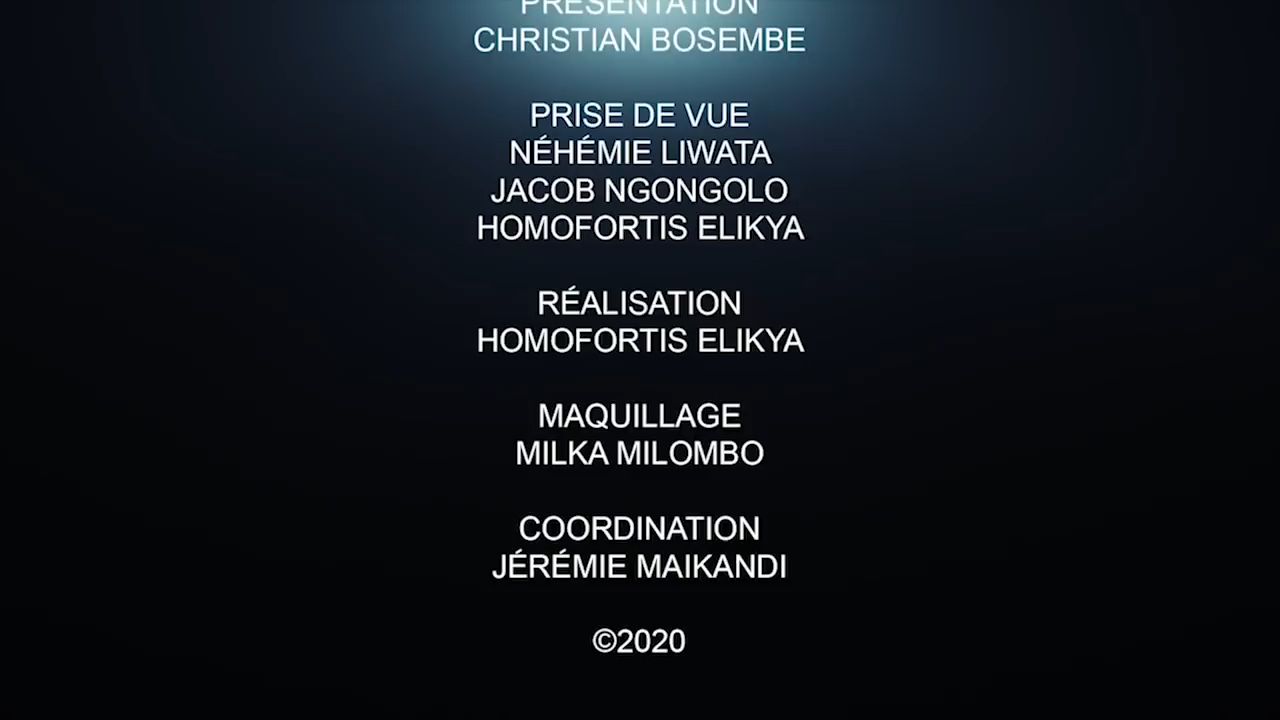 PRÉSENTATION
CHRISTIAN BOSEMBE
PRISE DE VUE
NÉHÉMIE LIWATA
JACOB NGONGOLO
HOMOFORTIS ELIKYA
RÉALISATION
HOMOFORTIS ELIKYA
MAQUILLAGE
MILKA MILOMBO
COORDINATION
JÉRÉMIE MAIKANDI
©2020